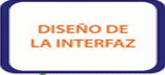 DISEÑO DE
LA INTERFAZ